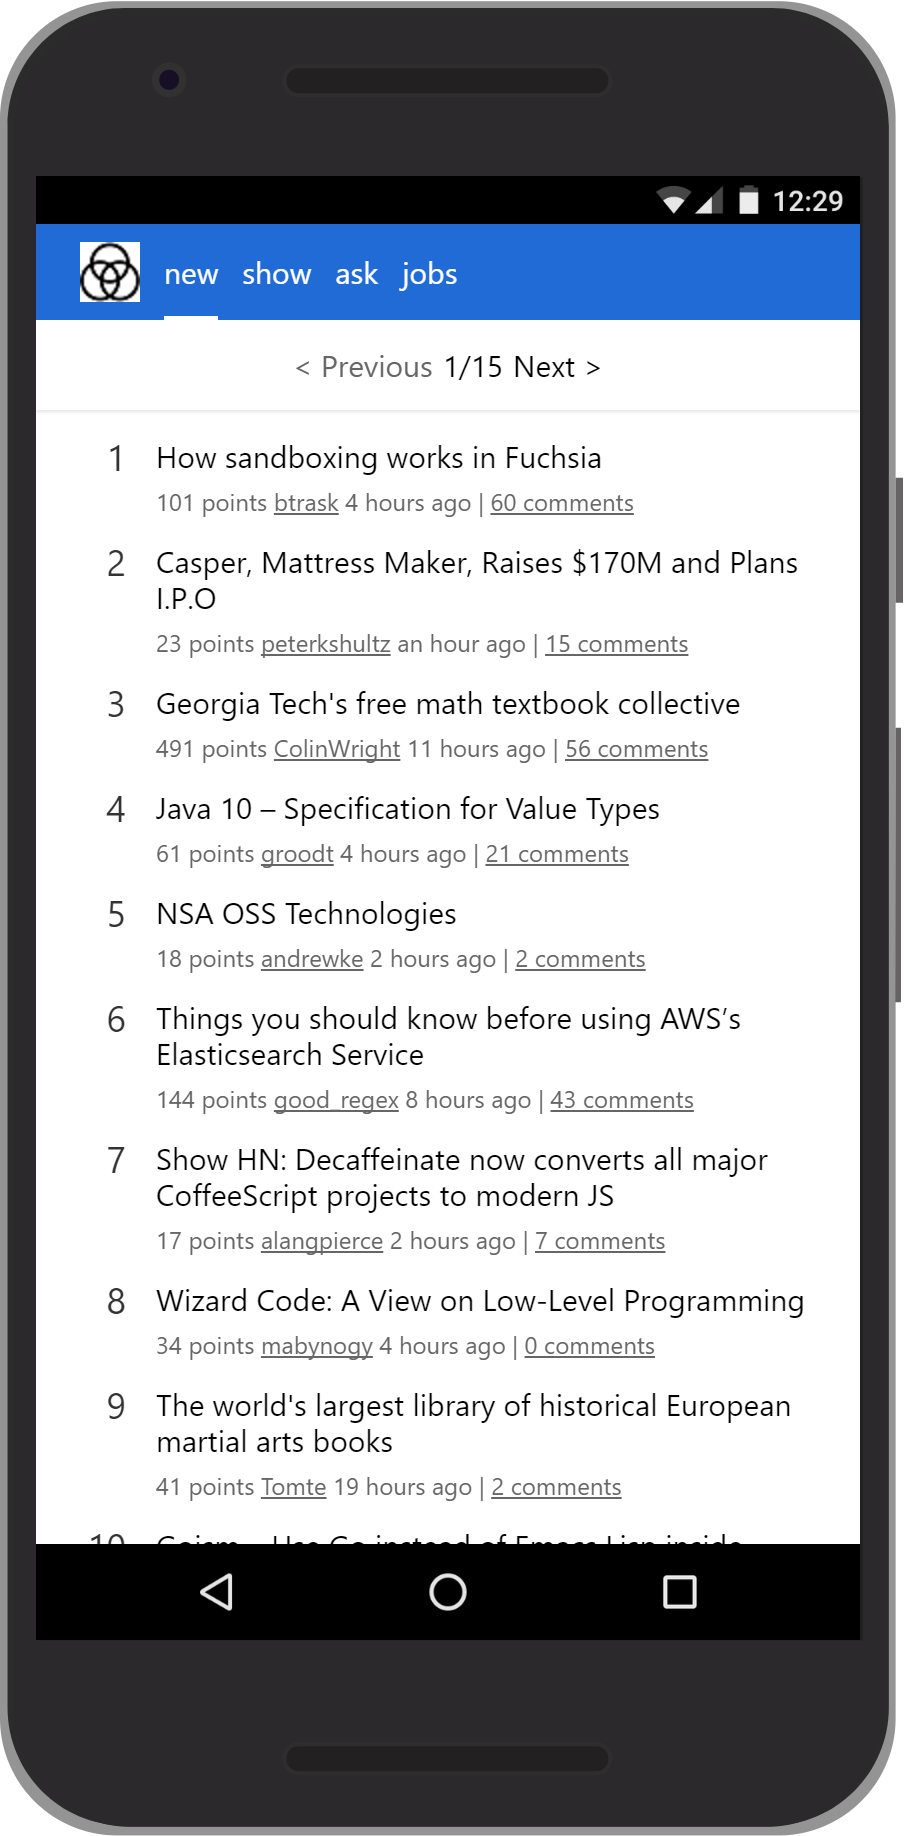 12:29
new show ask jobs
< Previous 1/15 Next >
1 How sandboxing works in Fuchsia
101 points btrask 4 hours ago | 60 comments
2 Casper, Mattress Maker, Raises $170M and Plans
I.P.O
23 points peterkshultz an hour ago | 15 comments
3 Georgia Tech's free math textbook collective
491 points ColinWright 11 hours ago | 56 comments
4 Java 10 – Specification for Value Types
61 points groodt 4 hours ago | 21 comments
5 NSA OSS Technologies
18 points andrewke 2 hours ago | 2 comments
6 Things you should know before using AWS’s
Elasticsearch Service
144 points good_regex 8 hours ago | 43 comments
7 Show HN: Decaffeinate now converts all major
CoffeeScript projects to modern JS
17 points alangpierce 2 hours ago | 7 comments
8 Wizard Code: A View on Low-Level Programming
34 points mabynogy 4 hours ago | 0 comments
9 The world's largest library of historical European
martial arts books
41 points Tomte 19 hours ago | 2 comments
10 Goism – Use Go instead of Emacs Lisp inside